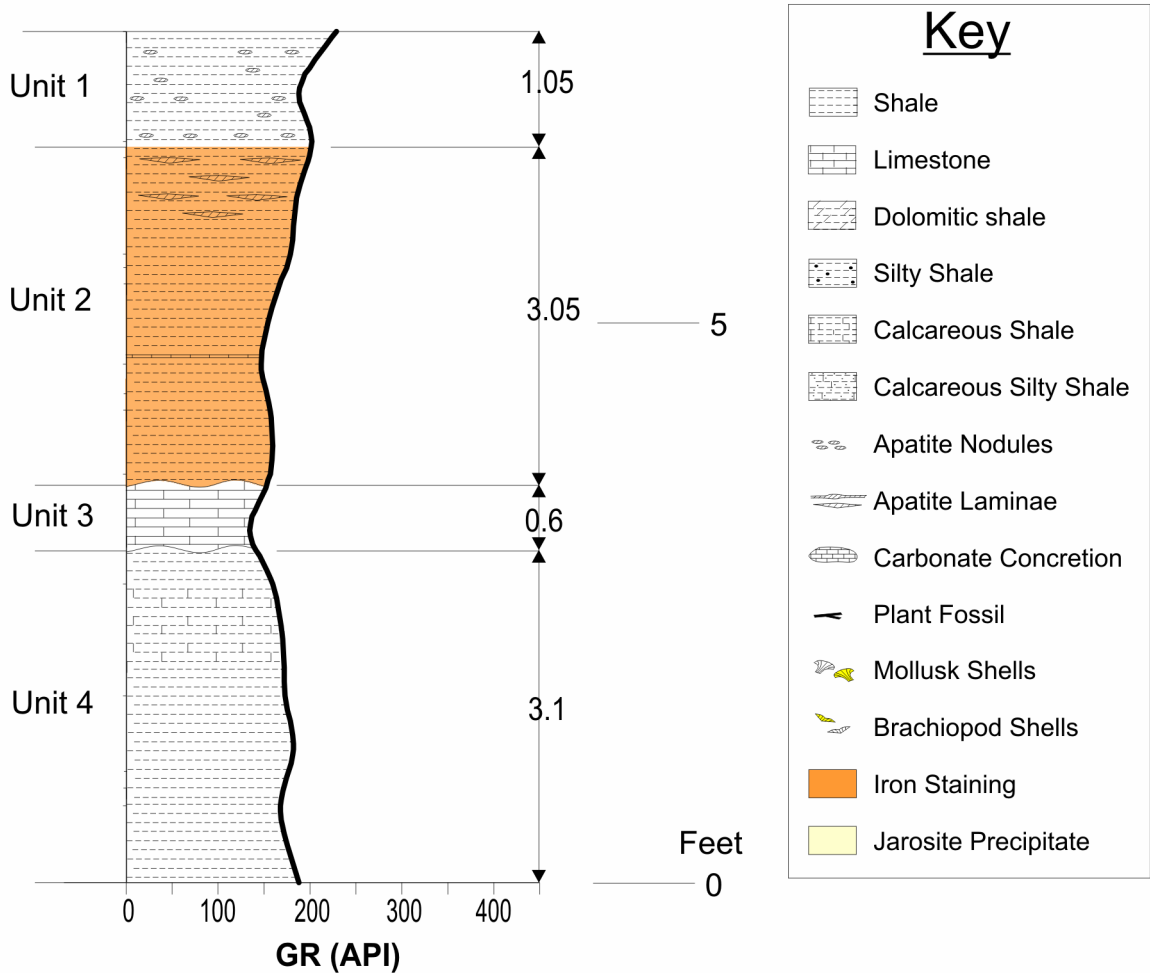 Unit 1
1.05
Unit 2
3.05
5
Unit 3
0.6
Unit 4
3.1
Feet
0
0 100 200 300 400
GR (API)
Key
Shale
Limestone
Dolomitic shale
Silty Shale
Calcareous Shale
Calcareous Silty Shale
Apatite Nodules
Apatite Laminae
Carbonate Concretion
Plant Fossil
Mollusk Shells
Brachiopod Shells
Iron Staining
Jarosite Precipitate